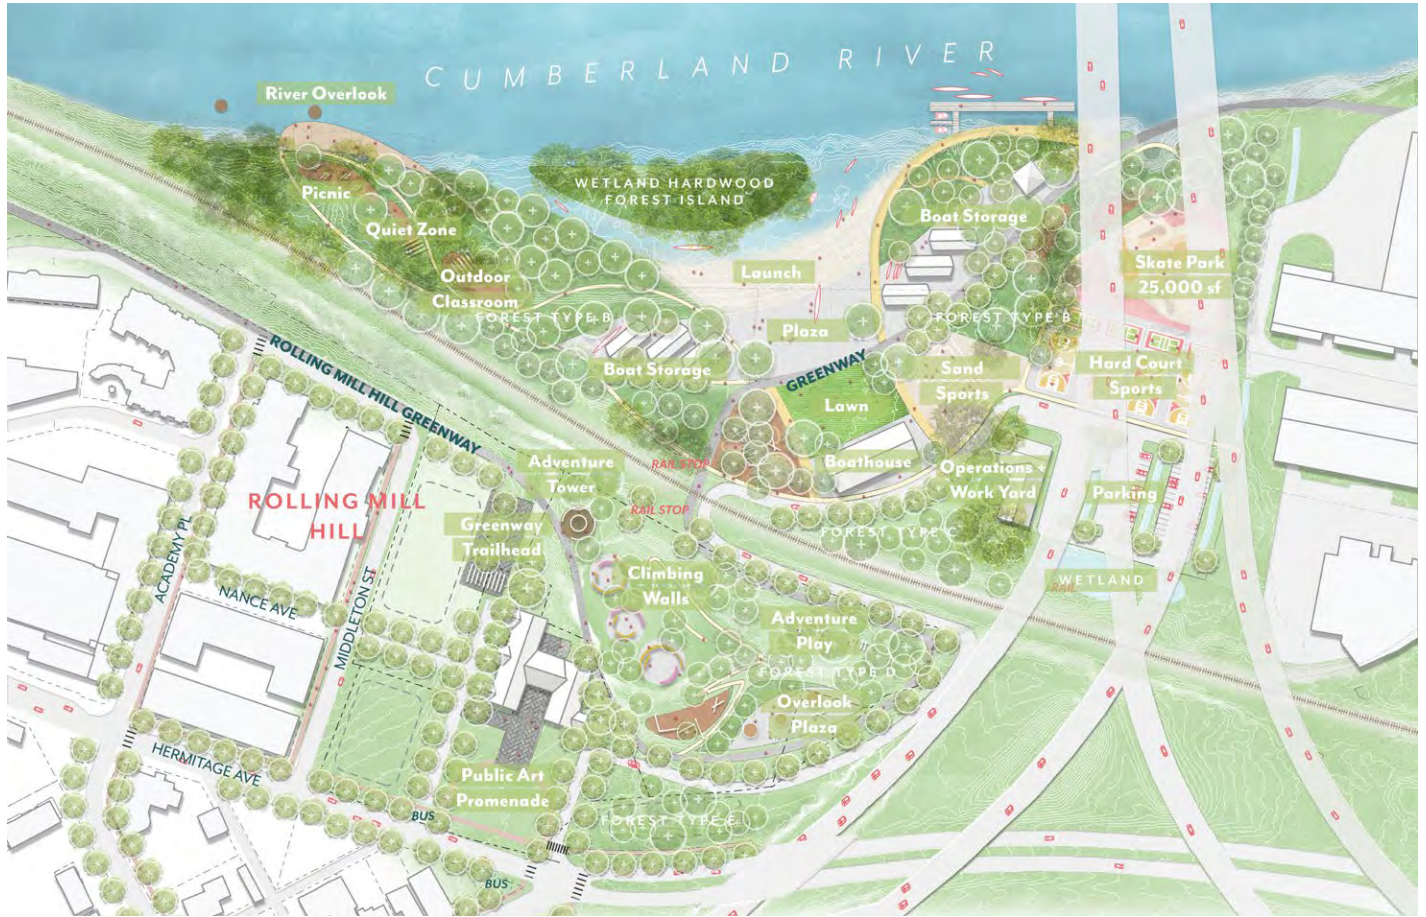 CUMBERLAND RIVER
River Overlook
WETLAND HARDWOOD
FOREST ISLAND
Picnic
Quiet Zone
Boat Storage
Outdoor
Classroom
Launch
Skate Park
25,000 sf
FOREST TYPE B
FOREST TYPE B
Plaza
ROLLING MILL HILL GREENWAY
GREENWAY
Boat Storage
Sand
Sports
Hard Court
Sports
Lawn
Adventure
Tower
RAIL STOP
Boathouse
Operations +
Work Yard
Parking
ROLLING MILL
HILL
RAIL STOP
Greenway
Trailhead
FOREST TYPE C
ACADEMY PL
NANCE AVE
MIDDLETON ST
Climbing
Walls
WETLAND
RAIL
Adventure
Play
FOREST TYPE D
Overlook
Plaza
HERMITAGE AVE
Public Art
Promenade
BUS
FOREST TYPE E
BUS